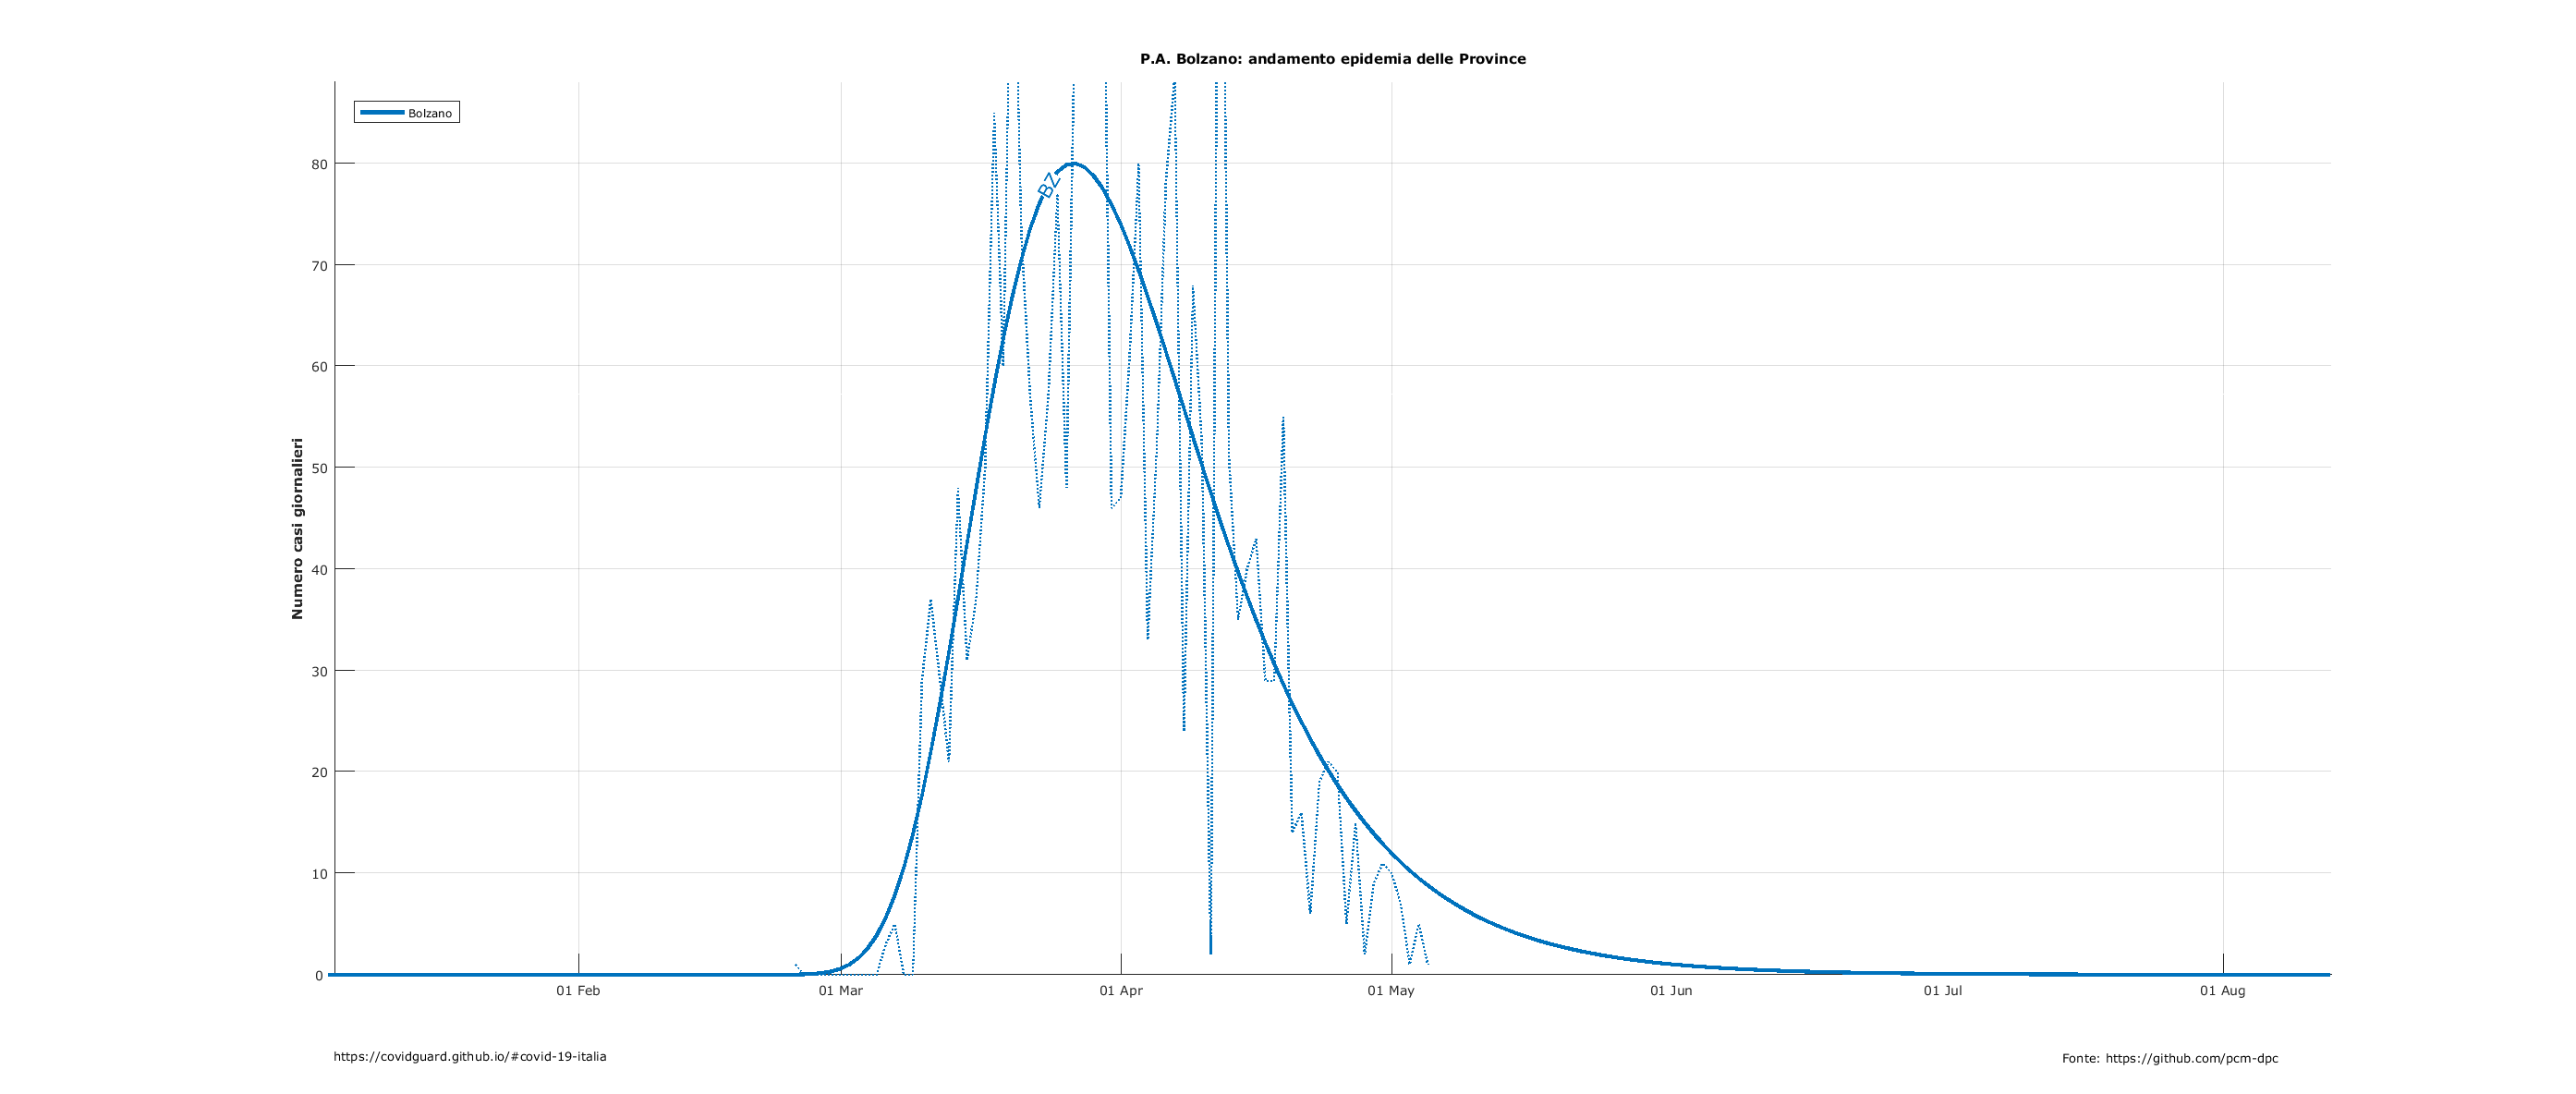 P.A. Bolzano: andamento epidemia delle Province
Bolzano
BZ
Numero casi giornalieri
80
70
60
50
40
30
20
10
0
01 Feb
01 Mar
01 Apr
01 May
01 Jun
01 Jul
01 Aug
https://covidguard.github.io/#covid-19-italia
Fonte: https://github.com/pcm-dpc